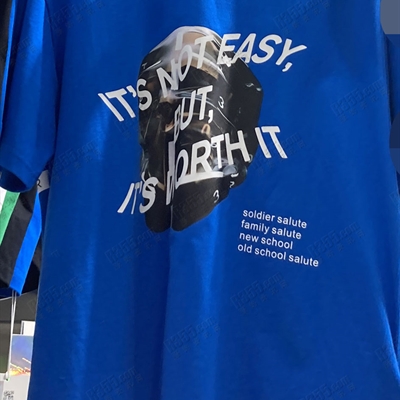 IT'S NOT EASY,
BUT,
IT'S WORTH IT
soldier salute
family salute
new school
old school salute